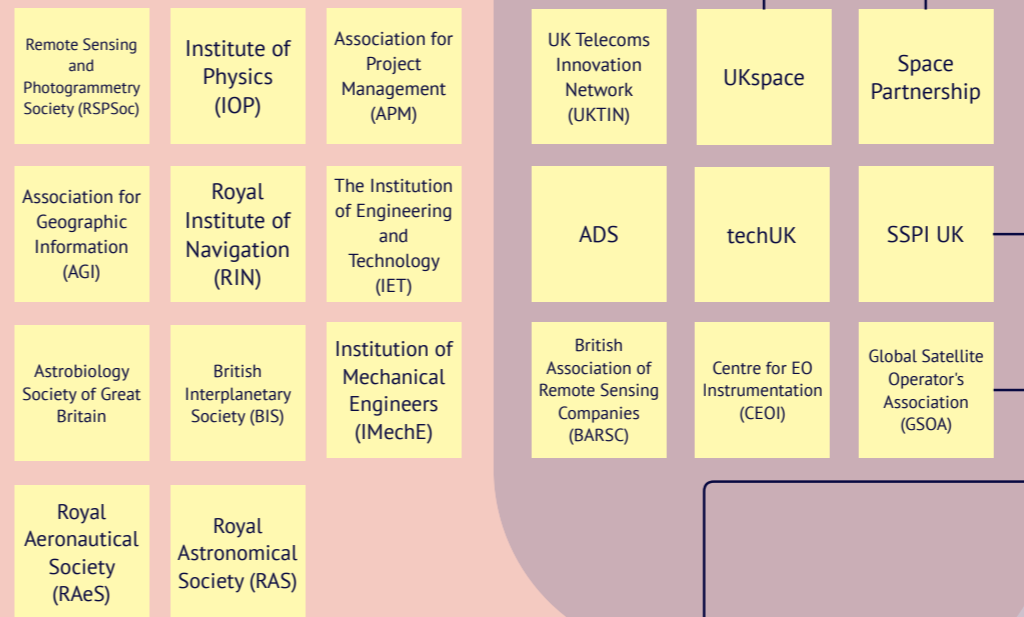 Remote Sensing
and
Photogrammetry
Society (RSPSoc)
Institute of
Physics
(IOP)
Association for
Project
Management
(APM)
UK Telecoms
Innovation
Network
(UKTIN)
UKspace
Space
Partnership
Association for
Geographic
Information
(AGI)
Royal
Institute of
Navigation
(RIN)
The Institution
of Engineering
and
Technology
(IET)
ADS
techUK
SSPI UK
Astrobiology
Society of Great
Britain
British
Interplanetary
Society (BIS)
Institution of
Mechanical
Engineers
(IMechE)
British
Association of
Remote Sensing
Companies
(BARSC)
Centre for EO
Instrumentation
(CEOI)
Global Satellite
Operator's
Association
(GSOA)
Royal
Aeronautical
Society
(RAeS)
Royal
Astronomical
Society (RAS)